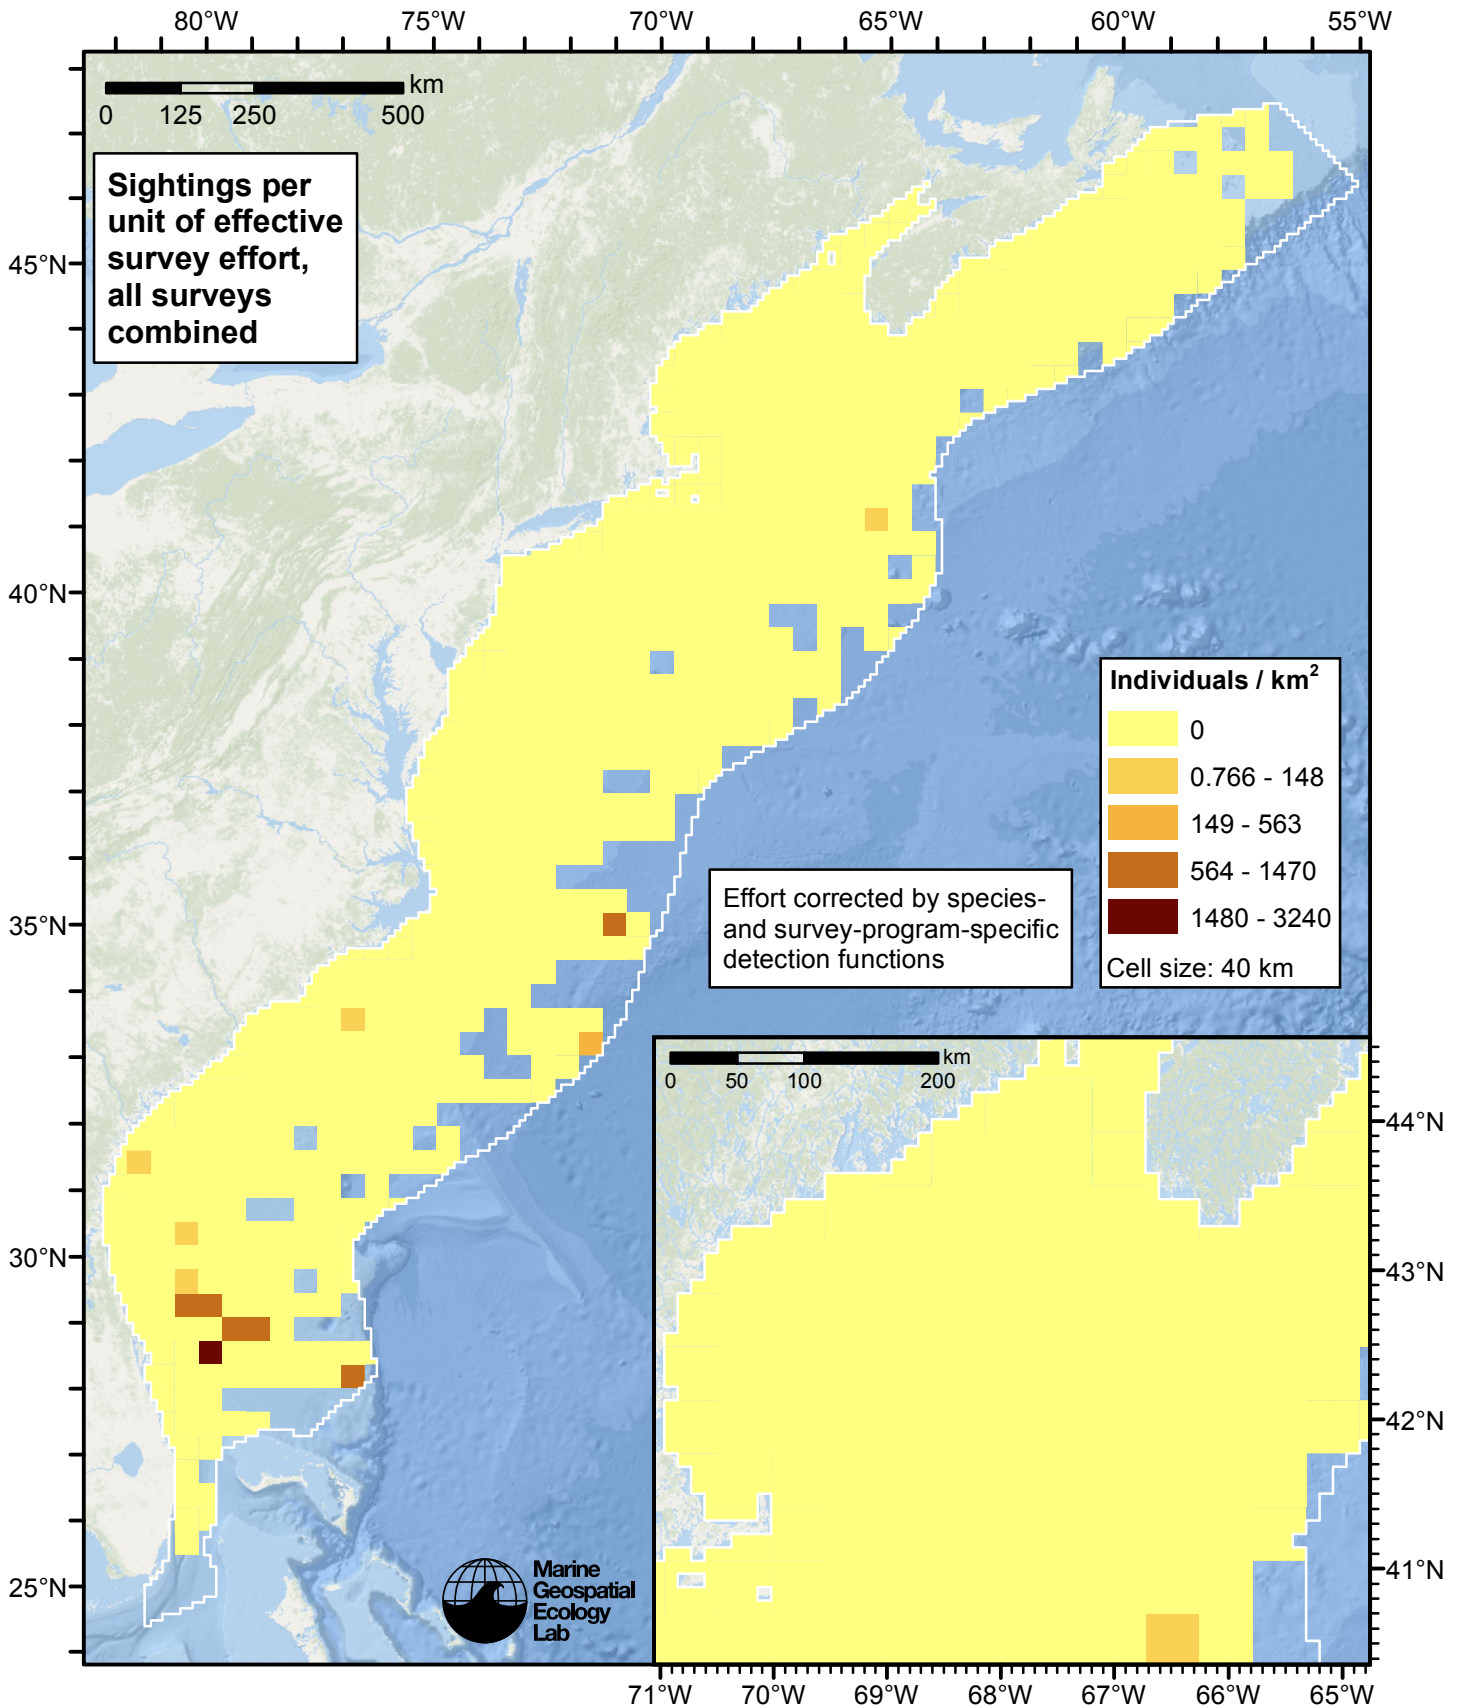 80°W 75°W 70°W 65°W 60°W 55°W
km
0 125 250 500
Sightings per
unit of effective
survey effort,
all surveys
combined
45°N
40°N
35°N
30°N
25°N
Individuals / km²
0
0.766 - 148
149 - 563
564 - 1470
1480 - 3240
Cell size: 40 km
Effort corrected by species-
and survey-program-specific
detection functions
km
0 50 100 200
44°N
43°N
42°N
41°N
Marine
Geospatial
Ecology
Lab
71°W 70°W 69°W 68°W 67°W 66°W 65°W